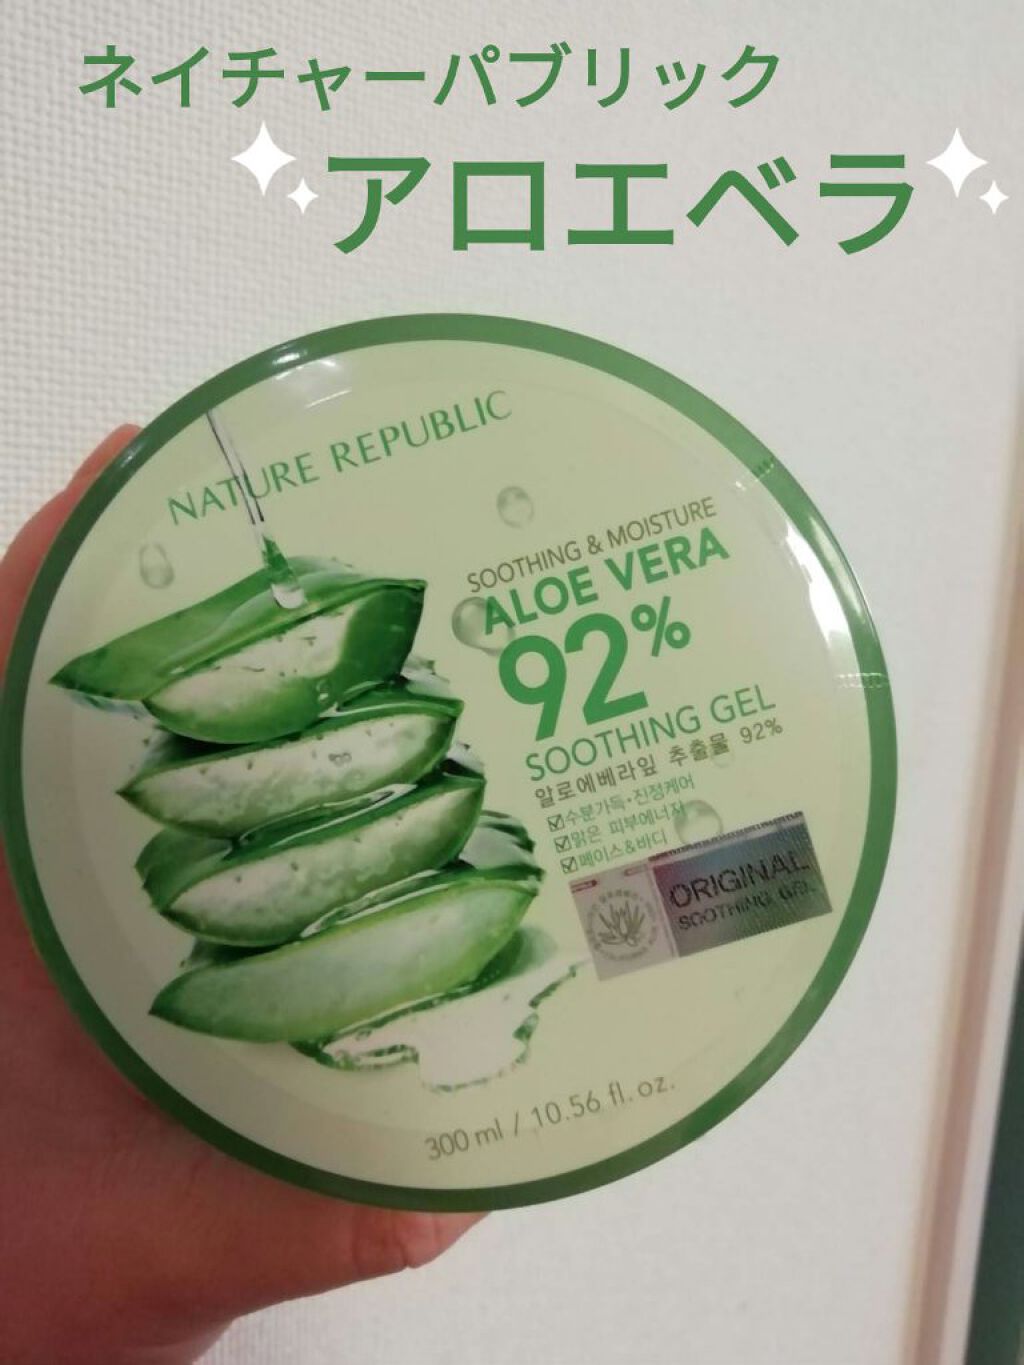 ネイチャーパブリック
アロエベラ
NATURE REPUBLIC
SOOTHING & MOISTURE
ALOE VERA
92%
SOOTHING GEL
알로에베라잎 추출물 92%
수분가득·진정케어
맑은 피부에너지
페이스&바디
ORIGINAL
SOOTHING GEL
300 ml / 10.56 fl. oz.